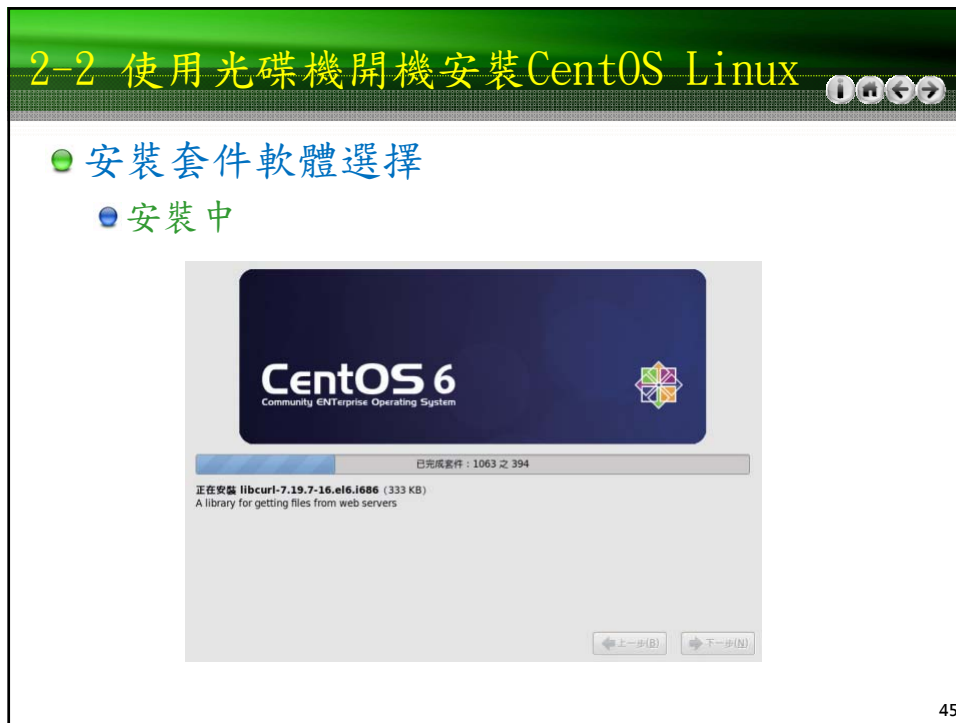 2-2 使用光碟機開機安裝CentOS Linux
安裝套件軟體選擇
安裝中
CentOS 6
Community ENTerprise Operating System
已完成套件：1063 之 394
正在安裝 libcurl-7.19.7-16.el6.i686 (333 KB)
A library for getting files from web servers
上一步(B) 下一步(N)
45